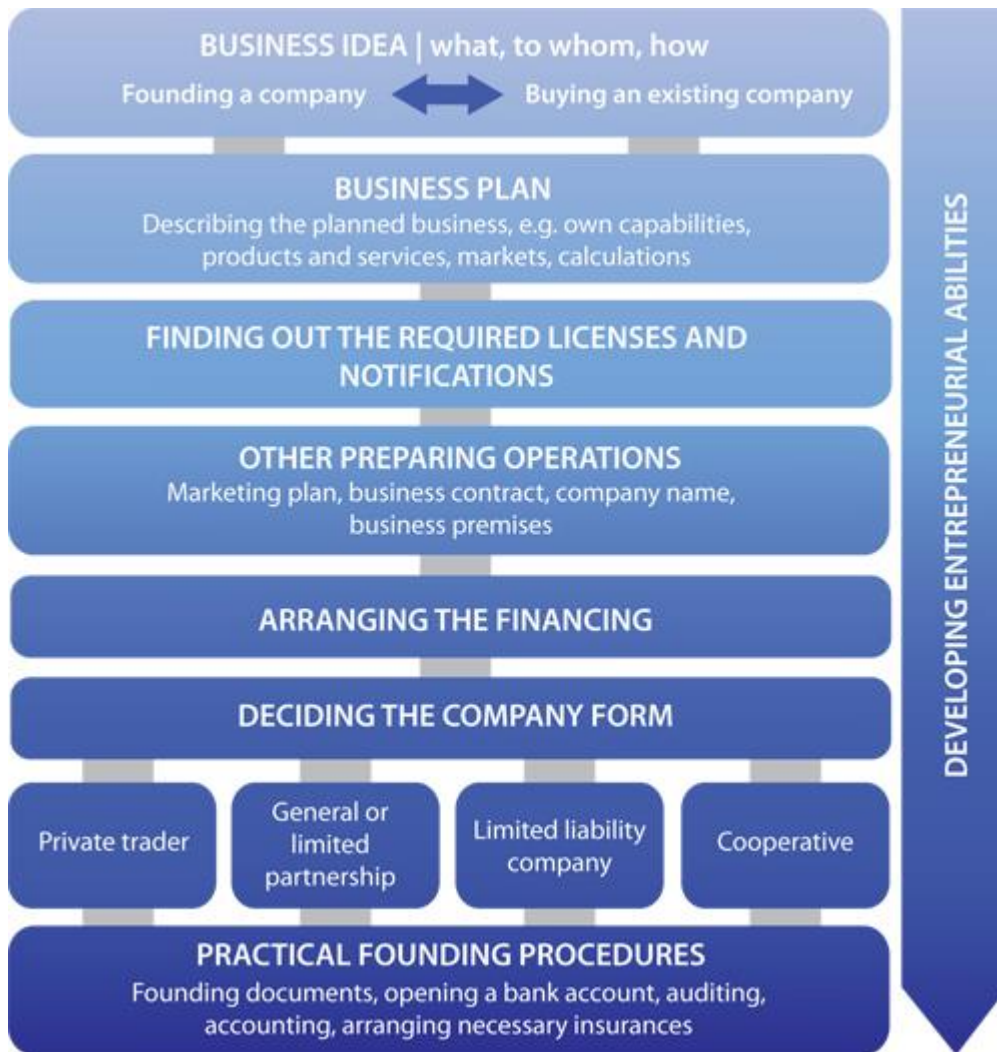 BUSINESS IDEA | what, to whom, how
Founding a company
Buying an existing company
BUSINESS PLAN
Describing the planned business, e.g. own capabilities,
products and services, markets, calculations
FINDING OUT THE REQUIRED LICENSES AND
NOTIFICATIONS
OTHER PREPARING OPERATIONS
Marketing plan, business contract, company name,
business premises
ARRANGING THE FINANCING
DECIDING THE COMPANY FORM
Private trader
General or
limited
partnership
Limited liability
company
Cooperative
PRACTICAL FOUNDING PROCEDURES
Founding documents, opening a bank account, auditing,
accounting, arranging necessary insurances
DEVELOPING ENTREPRENEURIAL ABILITIES